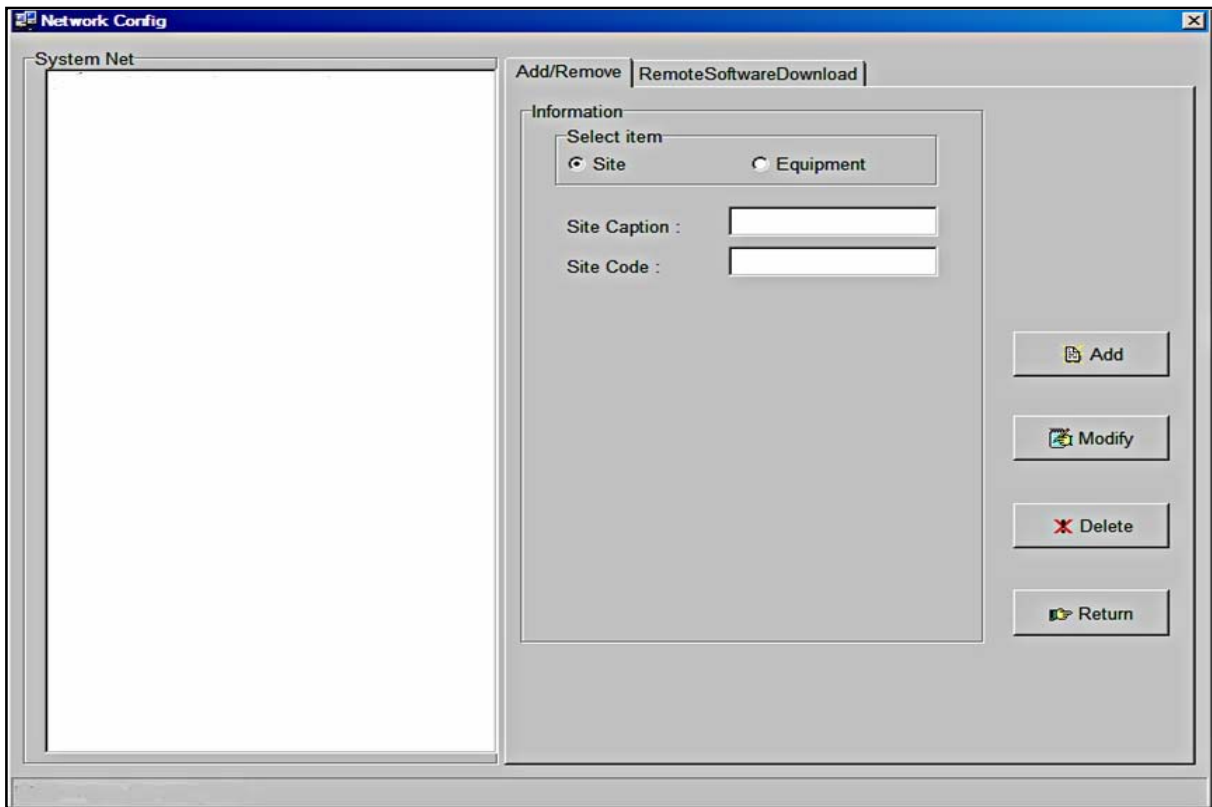 Network Config
System Net
Add/Remove
RemoteSoftwareDownload
Information
Select item
Site
Equipment
Site Caption :
Site Code :
Add
Modify
Delete
Return